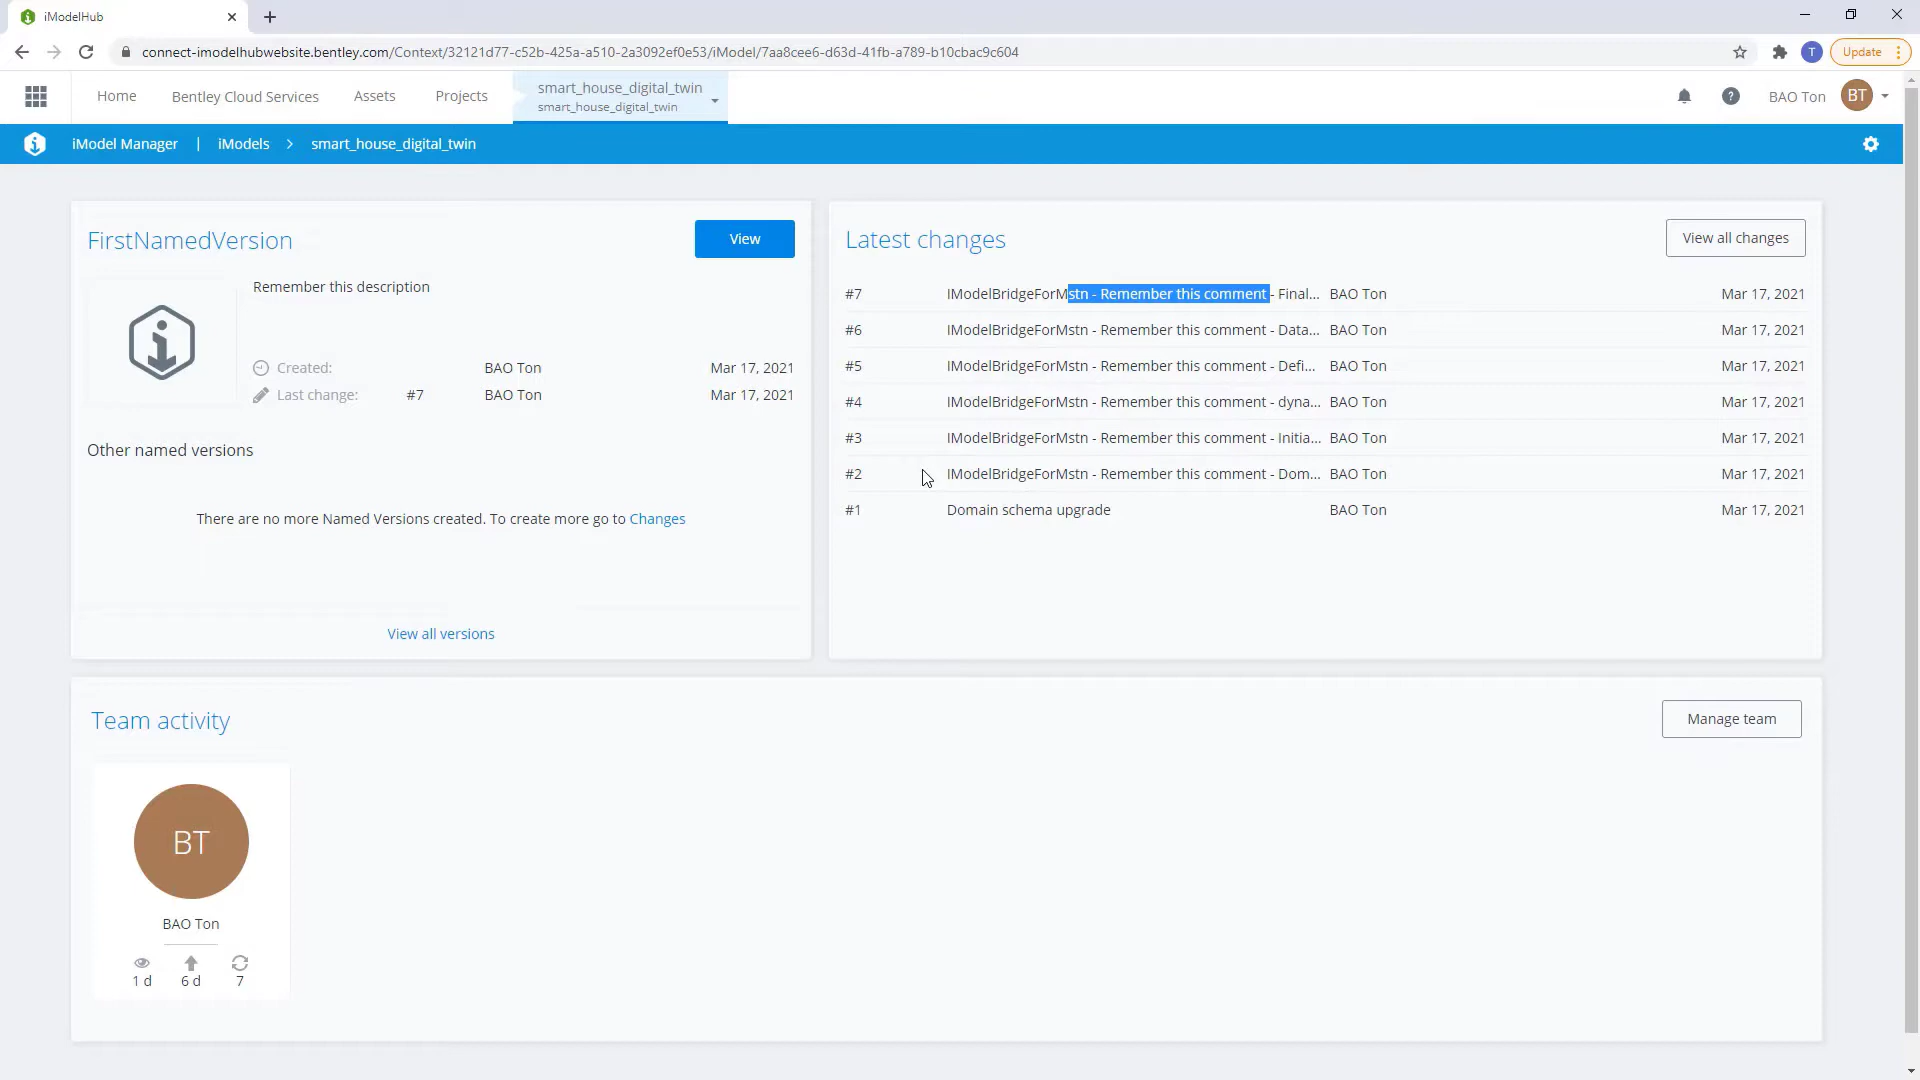 iModelHub
connect-imodelhubwebsite.bentley.com/Context/32121d77-c52b-425a-a510-2a3092ef0e53/iModel/7aa8cee6-d63d-41fb-a789-b10cbac9c604
T
Update
Home
Bentley Cloud Services
Assets
Projects
smart_house_digital_twin
smart_house_digital_twin
BAO Ton
BT
iModel Manager | iModels > smart_house_digital_twin
FirstNamedVersion
View
Remember this description
Created: BAO Ton Mar 17, 2021
Last change: #7 BAO Ton Mar 17, 2021
Other named versions
There are no more Named Versions created. To create more go to Changes
View all versions
Latest changes
View all changes
#7 IModelBridgeForMstn - Remember this comment - Final... BAO Ton Mar 17, 2021
#6 IModelBridgeForMstn - Remember this comment - Data... BAO Ton Mar 17, 2021
#5 IModelBridgeForMstn - Remember this comment - Defi... BAO Ton Mar 17, 2021
#4 IModelBridgeForMstn - Remember this comment - dyna... BAO Ton Mar 17, 2021
#3 IModelBridgeForMstn - Remember this comment - Initia... BAO Ton Mar 17, 2021
#2 IModelBridgeForMstn - Remember this comment - Dom... BAO Ton Mar 17, 2021
#1 Domain schema upgrade BAO Ton Mar 17, 2021
Team activity
Manage team
BT
BAO Ton
1 d 6 d 7